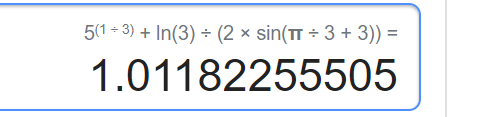 5(1 ÷ 3) + ln(3) ÷ (2 × sin(π ÷ 3 + 3)) =
1.01182255505